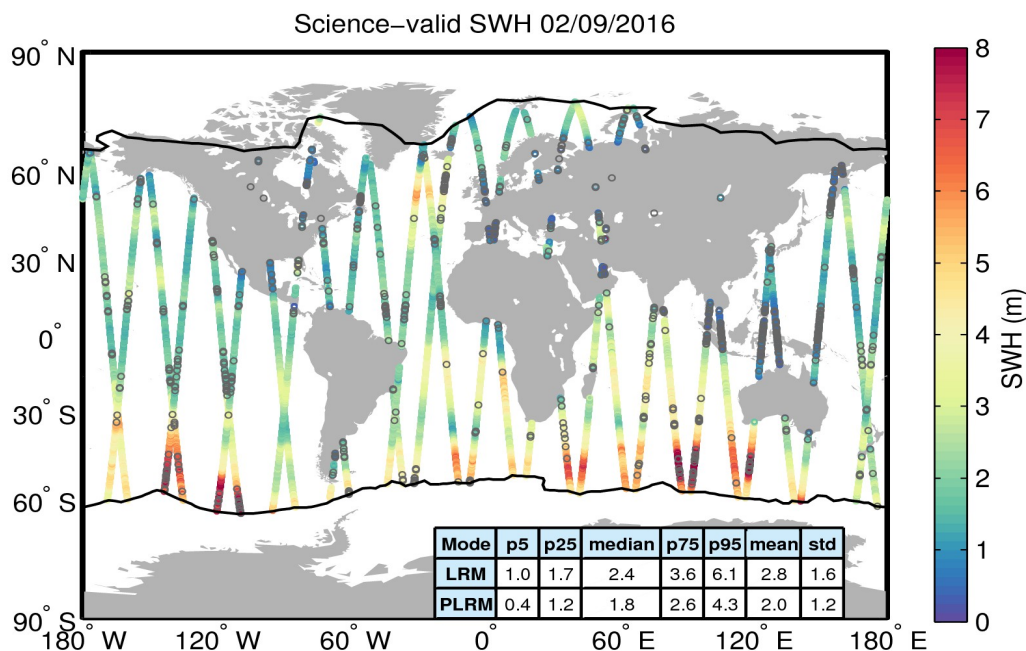 Science−valid SWH 02/09/2016
90° N
60° N
30° N
0°
30° S
60° S
90° S
180° W
120° W
60° W
0°
60° E
120° E
180° E
Mode p5 p25 median p75 p95 mean std
LRM 1.0 1.7 2.4 3.6 6.1 2.8 1.6
PLRM 0.4 1.2 1.8 2.6 4.3 2.0 1.2
8
7
6
5
4
3
2
1
0
SWH (m)